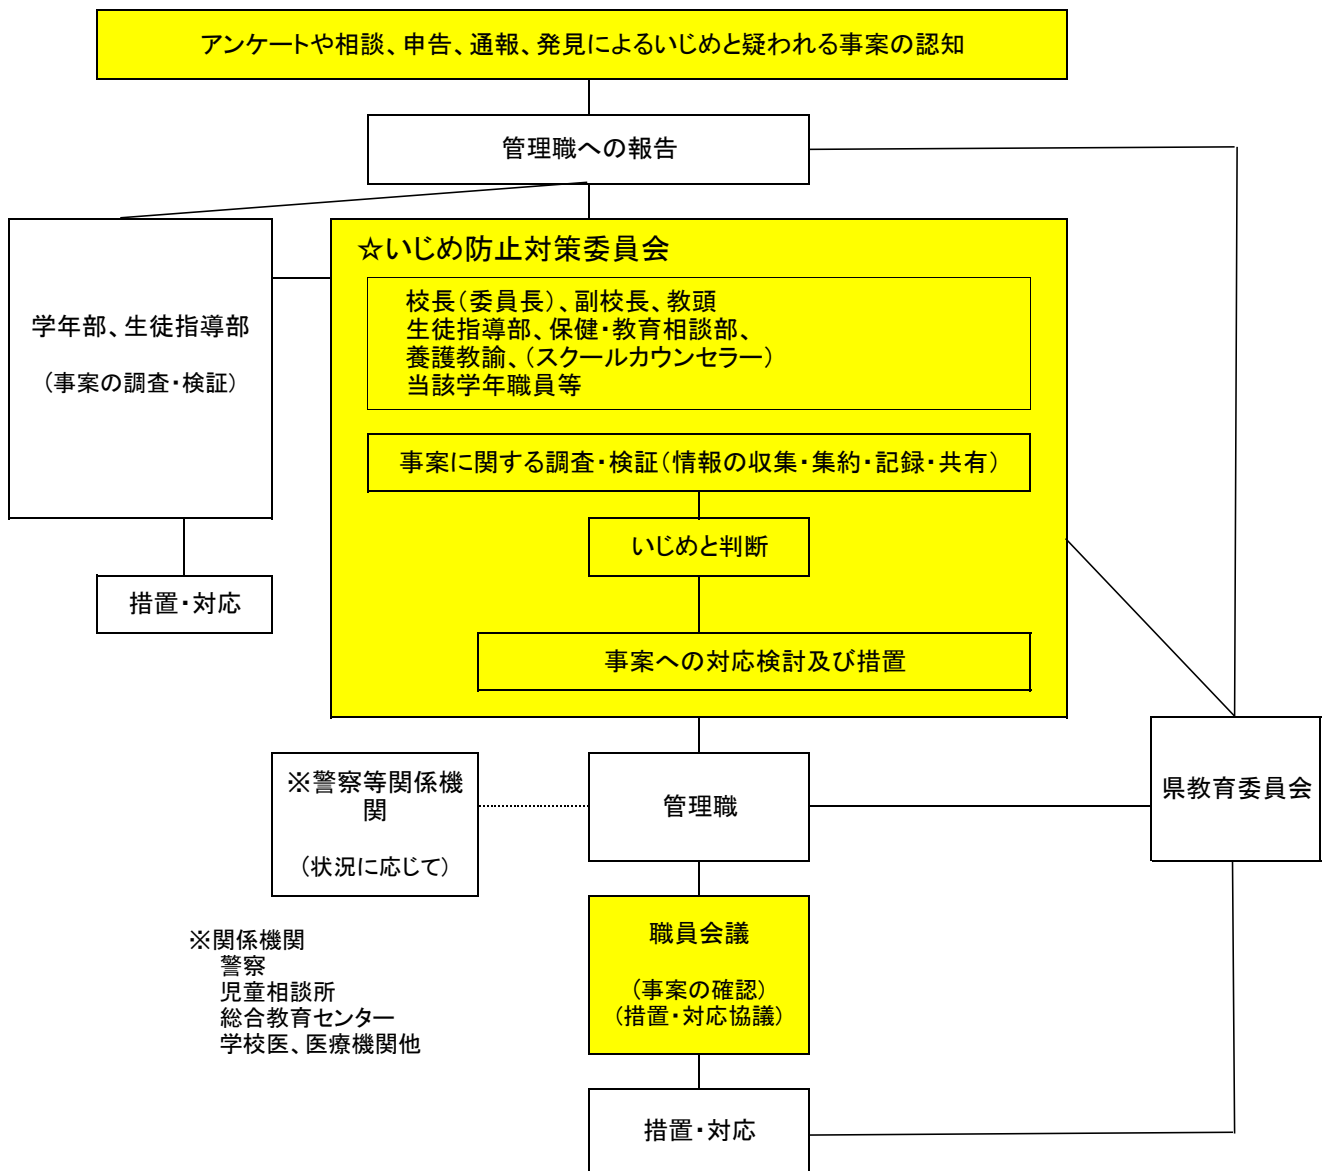 アンケートや相談、申告、通報、発見によるいじめと疑われる事案の認知
管理職への報告
☆いじめ防止対策委員会
校長(委員長)、副校長、教頭
生徒指導部、保健・教育相談部、
養護教諭、(スクールカウンセラー)
当該学年職員等
学年部、生徒指導部
(事案の調査・検証)
事案に関する調査・検証(情報の収集・集約・記録・共有)
いじめと判断
措置・対応
事案への対応検討及び措置
※警察等関係機
関
(状況に応じて)
管理職
県教育委員会
職員会議
(事案の確認)
(措置・対応協議)
※関係機関
警察
児童相談所
総合教育センター
学校医、医療機関他
措置・対応